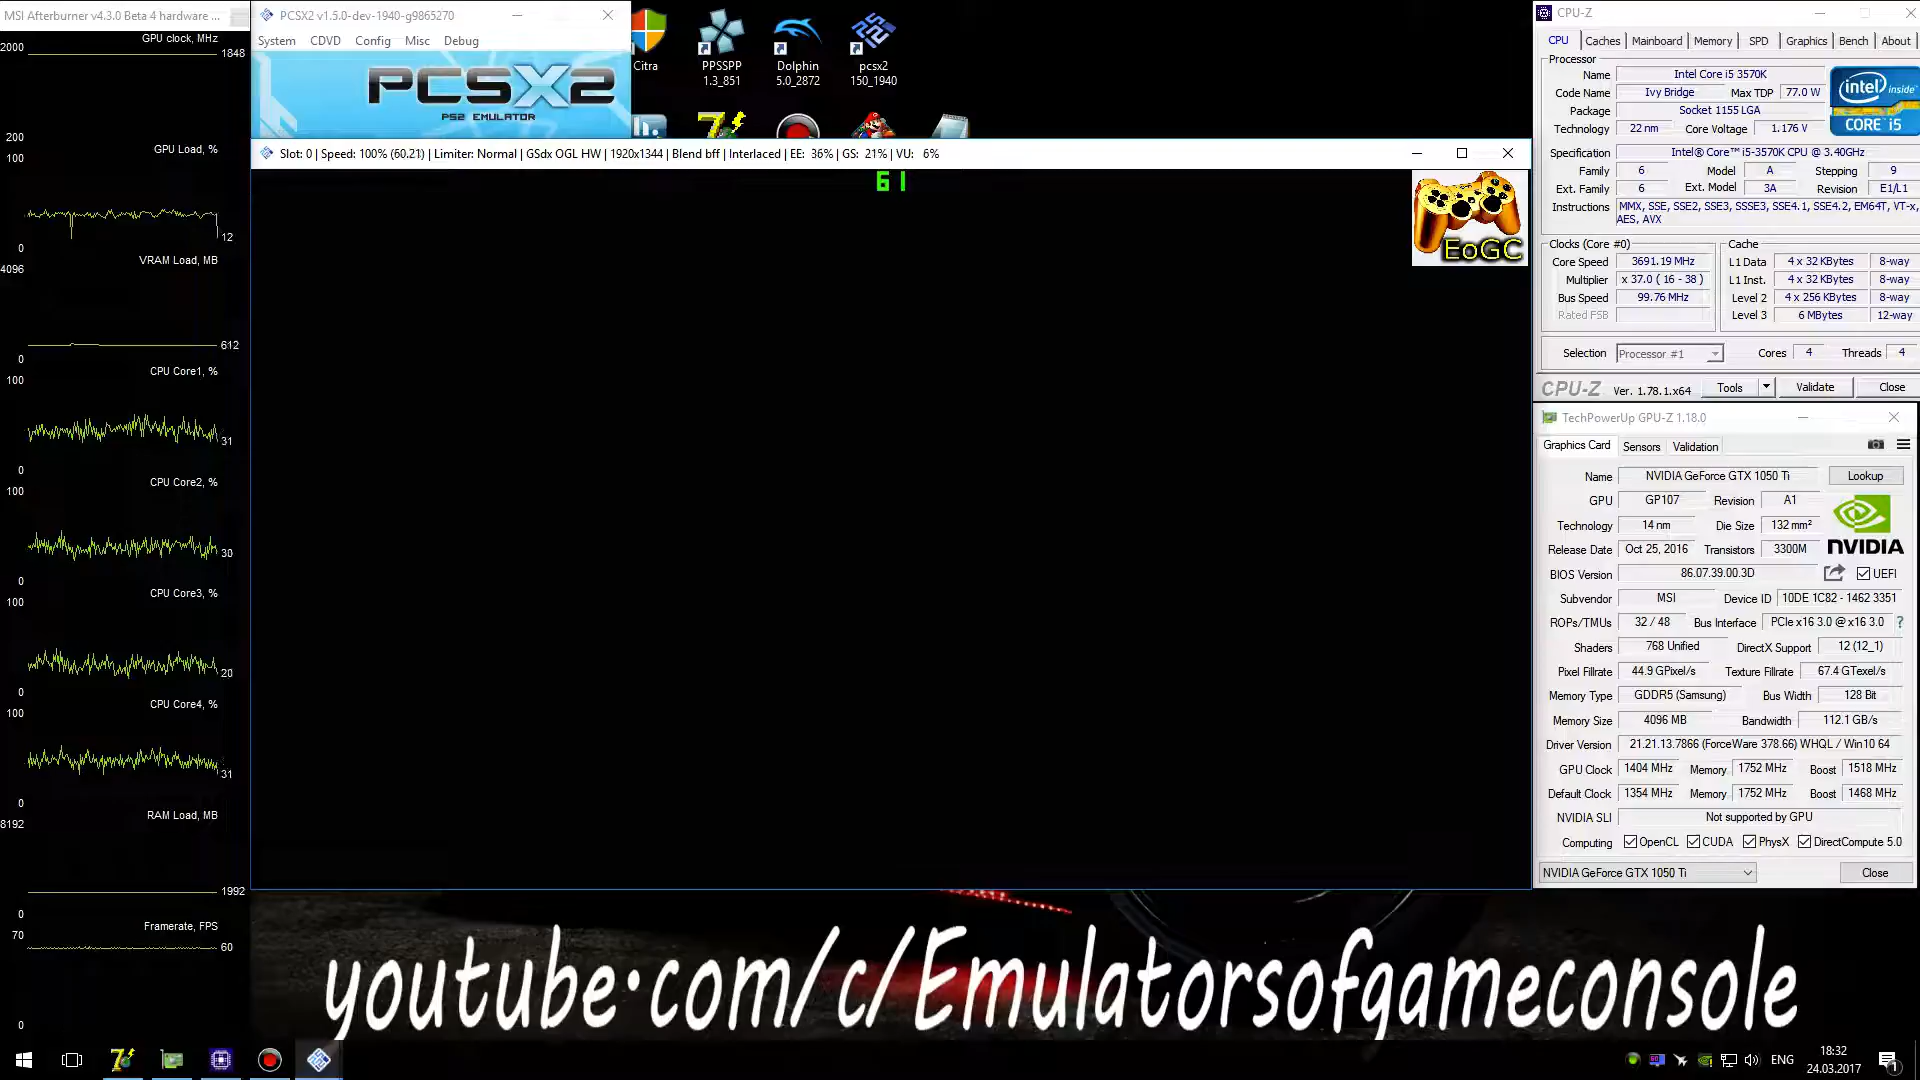 MSI Afterburner v4.3.0 Beta 4 hardware ...
GPU clock, MHz
2000
1848
200
GPU Load, %
100
12
0
VRAM Load, MB
4096
612
0
CPU Core1, %
100
31
0
CPU Core2, %
100
30
0
CPU Core3, %
100
20
0
CPU Core4, %
100
31
0
RAM Load, MB
8192
1992
0
Framerate, FPS
70
60
0
PCSX2 v1.5.0-dev-1940-g9865270
System CDVD Config Misc Debug
PCSX2
PS2 EMULATOR
Citra
PPSSPP
1.3_851
Dolphin
5.0_2872
pcsx2
150_1940
Slot: 0 | Speed: 100% (60.21) | Limiter: Normal | GSdx OGL HW | 1920x1344 | Blend bff | Interlaced | EE: 36% | GS: 21% | VU: 6%
61
EoGC
CPU-Z
CPU Caches Mainboard Memory SPD Graphics Bench About
Processor
Name Intel Core i5 3570K
Code Name Ivy Bridge Max TDP 77.0 W
Package Socket 1155 LGA
Technology 22 nm Core Voltage 1.176 V
intel inside
CORE i5
Specification Intel® Core™ i5-3570K CPU @ 3.40GHz
Family 6 Model A Stepping 9
Ext. Family 6 Ext. Model 3A Revision E1/L1
Instructions MMX, SSE, SSE2, SSE3, SSSE3, SSE4.1, SSE4.2, EM64T, VT-x,
AES, AVX
Clocks (Core #0)
Core Speed 3691.19 MHz
Multiplier x 37.0 ( 16 - 38 )
Bus Speed 99.76 MHz
Rated FSB
Cache
L1 Data 4 x 32 KBytes 8-way
L1 Inst. 4 x 32 KBytes 8-way
Level 2 4 x 256 KBytes 8-way
Level 3 6 MBytes 12-way
Selection Processor #1 Cores 4 Threads 4
CPU-Z Ver. 1.78.1.x64 Tools Validate Close
TechPowerUp GPU-Z 1.18.0
Graphics Card Sensors Validation
Name NVIDIA GeForce GTX 1050 Ti Lookup
GPU GP107 Revision A1
Technology 14 nm Die Size 132 mm²
Release Date Oct 25, 2016 Transistors 3300M
NVIDIA
BIOS Version 86.07.39.00.3D UEFI
Subvendor MSI Device ID 10DE 1C82 - 1462 3351
ROPs/TMUs 32 / 48 Bus Interface PCIe x16 3.0 @ x16 3.0 ?
Shaders 768 Unified DirectX Support 12 (12_1)
Pixel Fillrate 44.9 GPixel/s Texture Fillrate 67.4 GTexel/s
Memory Type GDDR5 (Samsung) Bus Width 128 Bit
Memory Size 4096 MB Bandwidth 112.1 GB/s
Driver Version 21.21.13.7866 (ForceWare 378.66) WHQL / Win10 64
GPU Clock 1404 MHz Memory 1752 MHz Boost 1518 MHz
Default Clock 1354 MHz Memory 1752 MHz Boost 1468 MHz
NVIDIA SLI Not supported by GPU
Computing OpenCL CUDA PhysX DirectCompute 5.0
NVIDIA GeForce GTX 1050 Ti Close
youtube.com/c/Emulatorsofgameconsole
ENG
18:32
24.03.2017
1